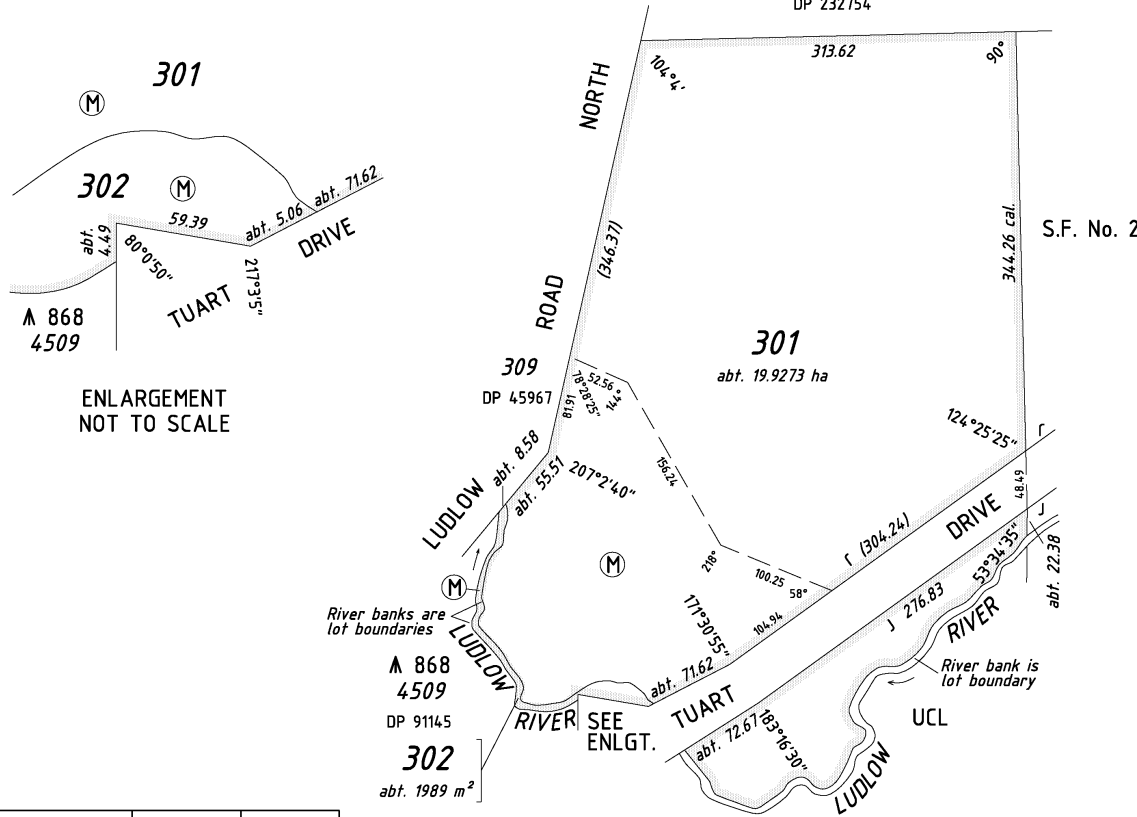 DP 232754
313.62
90°
104°4'
NORTH
301
M
302
M
59.39
abt. 5.06
abt. 71.62
DRIVE
abt. 4.49
80°0'50"
217°3'5"
TUART
868
4509
ENLARGEMENT
NOT TO SCALE
(346.37)
344.26 cal.
S.F. No. 2
ROAD
301
abt. 19.9273 ha
309
DP 45967
52.56
78°28'25"
144°
81.91
124°25'25"
abt. 8.58
abt. 55.51
207°2'40"
156.24
48.49
LUDLOW
(304.24)
DRIVE
M
218°
100.25
58°
53°34'35"
abt. 22.38
M
River banks are
lot boundaries
LUDLOW
171°30'55"
104.94
276.83
RIVER
868
4509
DP 91145
abt. 71.62
TUART
River bank is
lot boundary
RIVER
SEE
ENLGT.
UCL
302
abt. 1989 m²
abt. 72.67
183°16'30"
LUDLOW